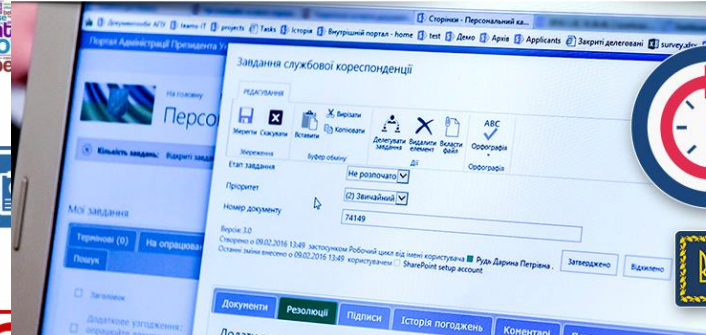 Сторінки - Персональний ка...
Документообіг АПУ teams-IT projects Tasks Історія Внутрішній портал - home test Демо Архів Applicants Закриті делеговані survey.xlsx
Портал Адміністрації Президента
Завдання службової кореспонденції
РЕДАГУВАННЯ
На головну
Персо
Зберегти Скасувати
Вставити
Вирізати
Копіювати
Делегувати завдання
Видалити елемент
Вкласти файл
ABC
Орфографія
Збереження
Буфер обміну
Дії
Орфографія
Кількість завдань: Відкриті завда
Етап завдання
Не розпочато
Пріоритет
(2) Звичайний
Номер документу
74149
Версія: 3.0
Створено о 09.02.2016 13:49 застосунком Робочий цикл від імені користувача Рудь Дарина Петрівна .
Останні зміни внесено о 09.02.2016 13:49 користувачем SharePoint setup account
Затверджено
Відхилено
Мої завдання
Термінові (0)
На опрацюва
Пошук
Заголовок
Додаткове узгодження:
Документи
Резолюції
Підписи
Історія погоджень
Коментарі